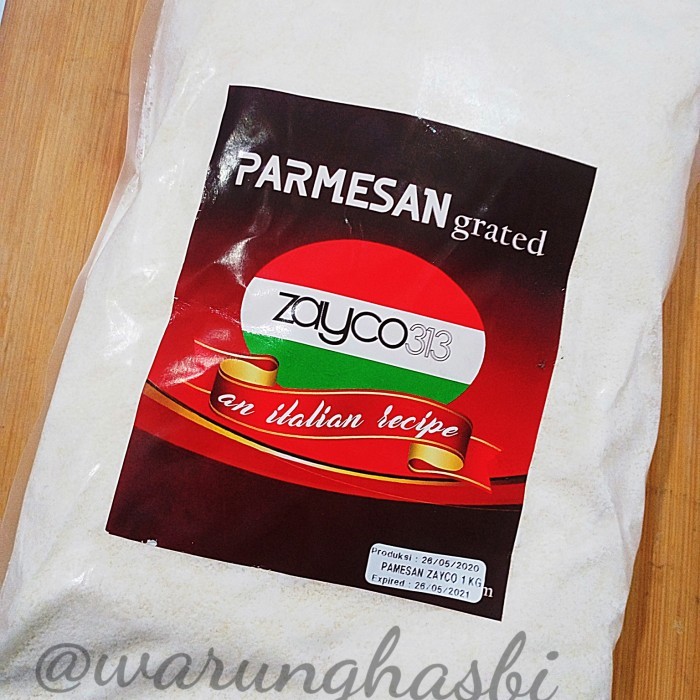 PARMESAN grated
zayco313
an italian recipe
Produksi : 26/05/2020
PAMESAN ZAYCO 1 KG
Expired : 26/05/2021
@warunghasbi